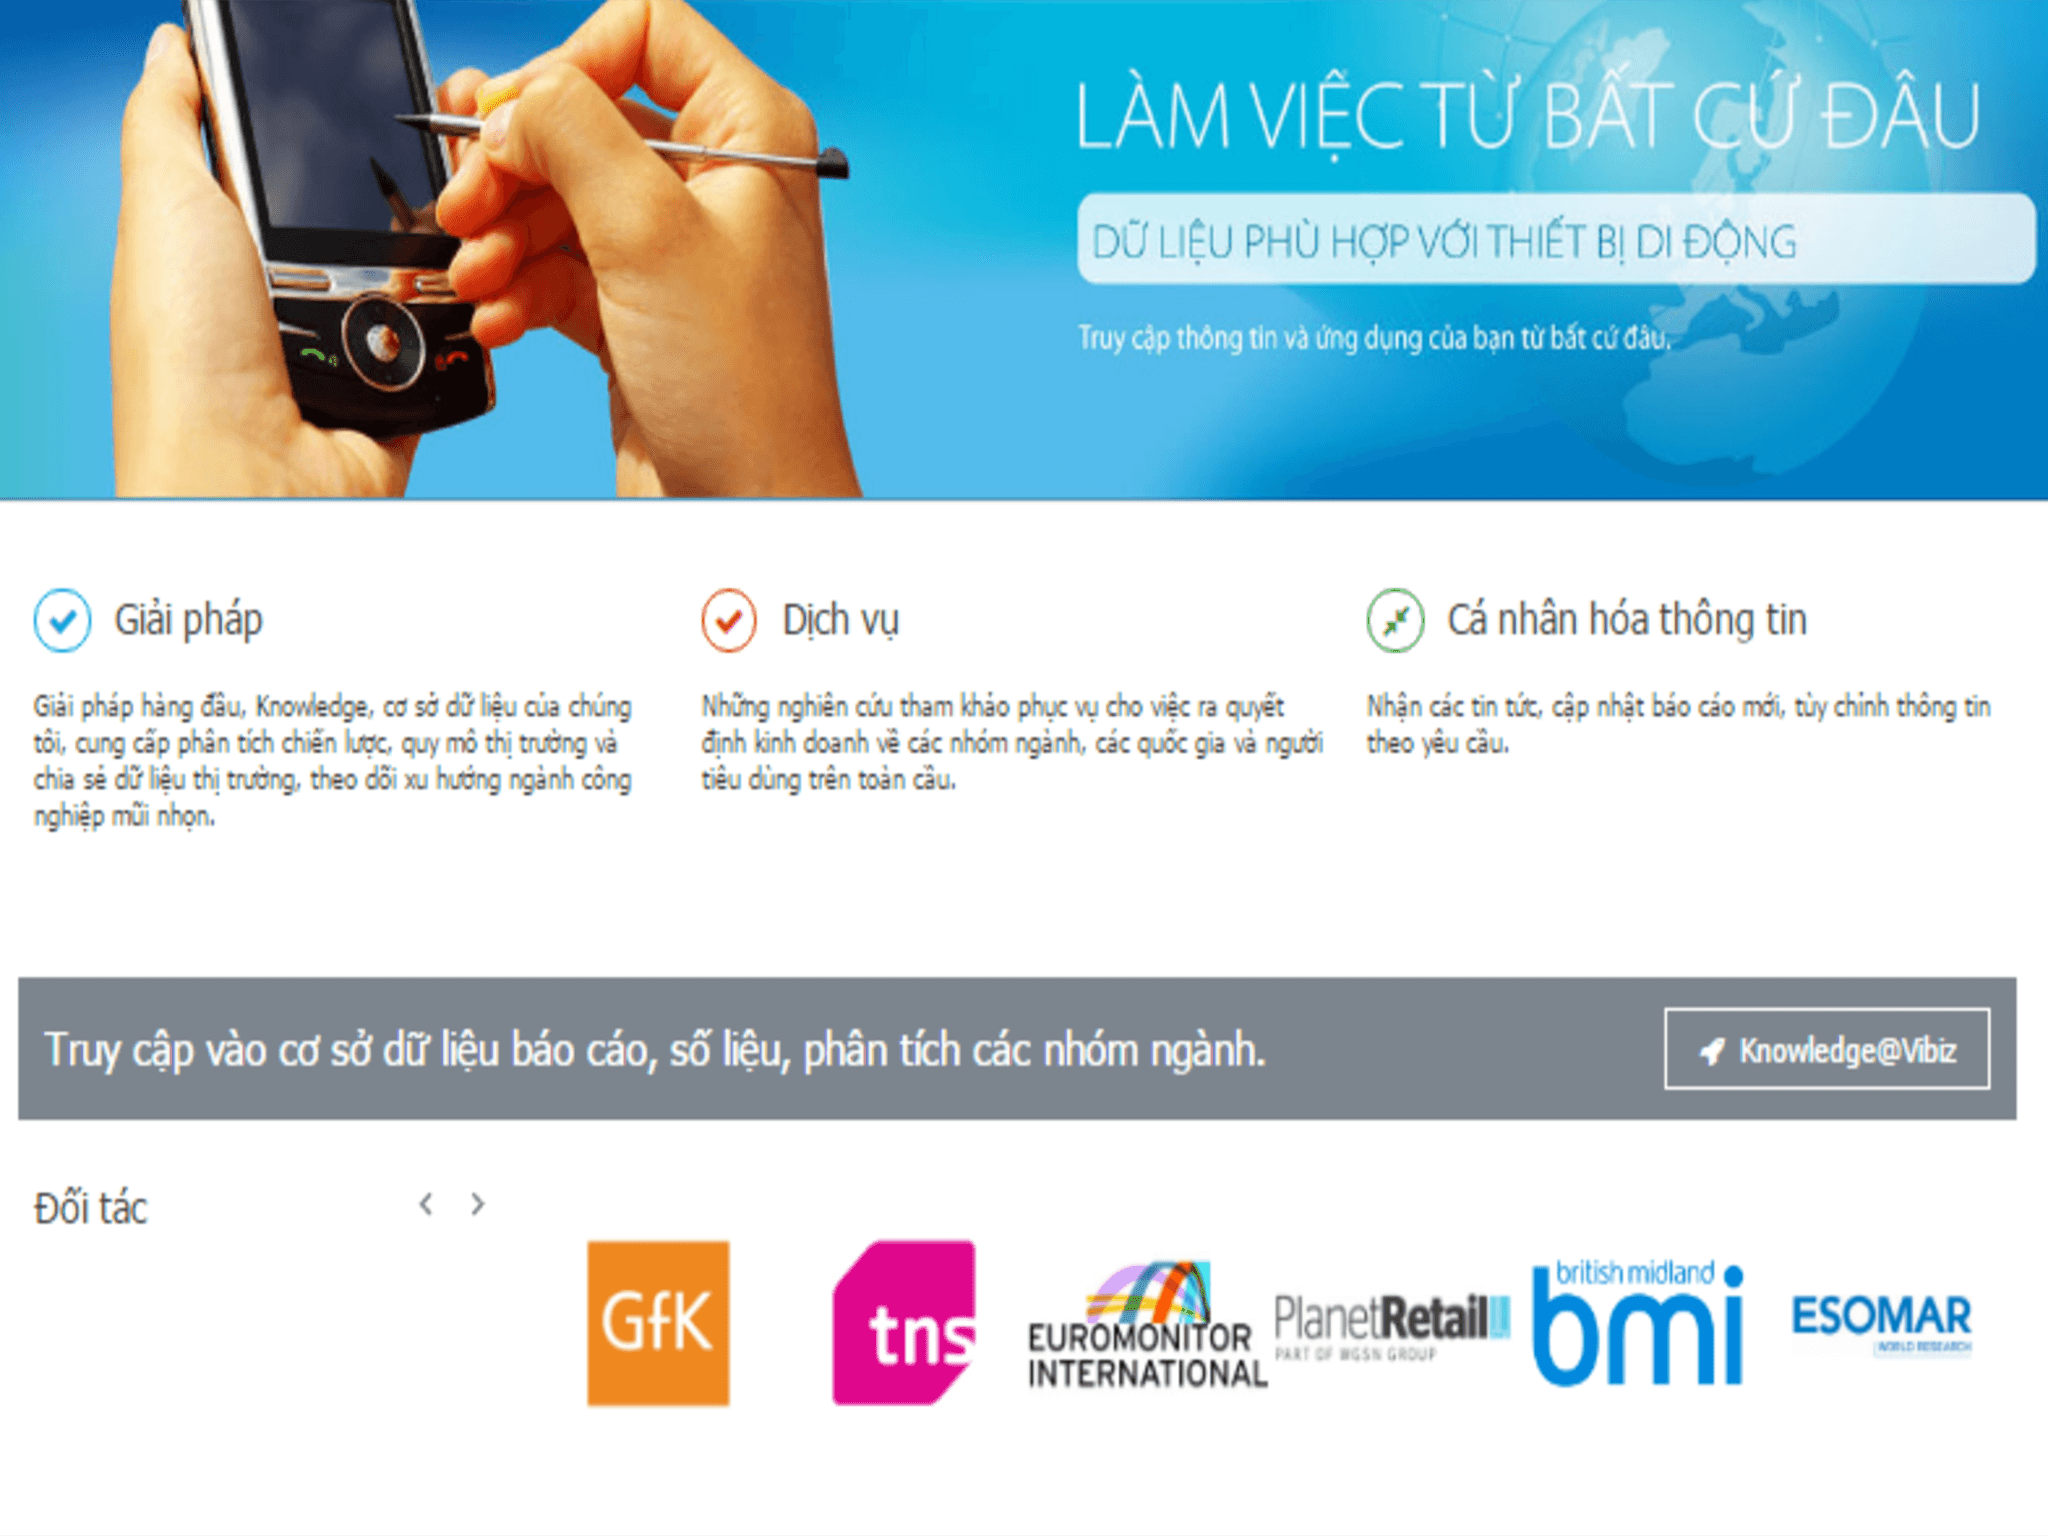 LÀM VIỆC TỪ BẤT CỨ ĐÂU
DỮ LIỆU PHÙ HỢP VỚI THIẾT BỊ DI ĐỘNG
Truy cập thông tin và ứng dụng của bạn từ bất cứ đâu.
Giải pháp
Giải pháp hàng đầu, Knowledge, cơ sở dữ liệu của chúng
tôi, cung cấp phân tích chiến lược, quy mô thị trường và
chia sẻ dữ liệu thị trường, theo dõi xu hướng ngành công
nghiệp mũi nhọn.
Dịch vụ
Những nghiên cứu tham khảo phục vụ cho việc ra quyết
định kinh doanh về các nhóm ngành, các quốc gia và người
tiêu dùng trên toàn cầu.
Cá nhân hóa thông tin
Nhận các tin tức, cập nhật báo cáo mới, tùy chỉnh thông tin
theo yêu cầu.
Truy cập vào cơ sở dữ liệu báo cáo, số liệu, phân tích các nhóm ngành.
Knowledge@Vibiz
Đối tác
GfK
tns
EUROMONITOR
INTERNATIONAL
PlanetRetail
PART OF WGSN GROUP
british midland
bmi
ESOMAR
WORLD RESEARCH